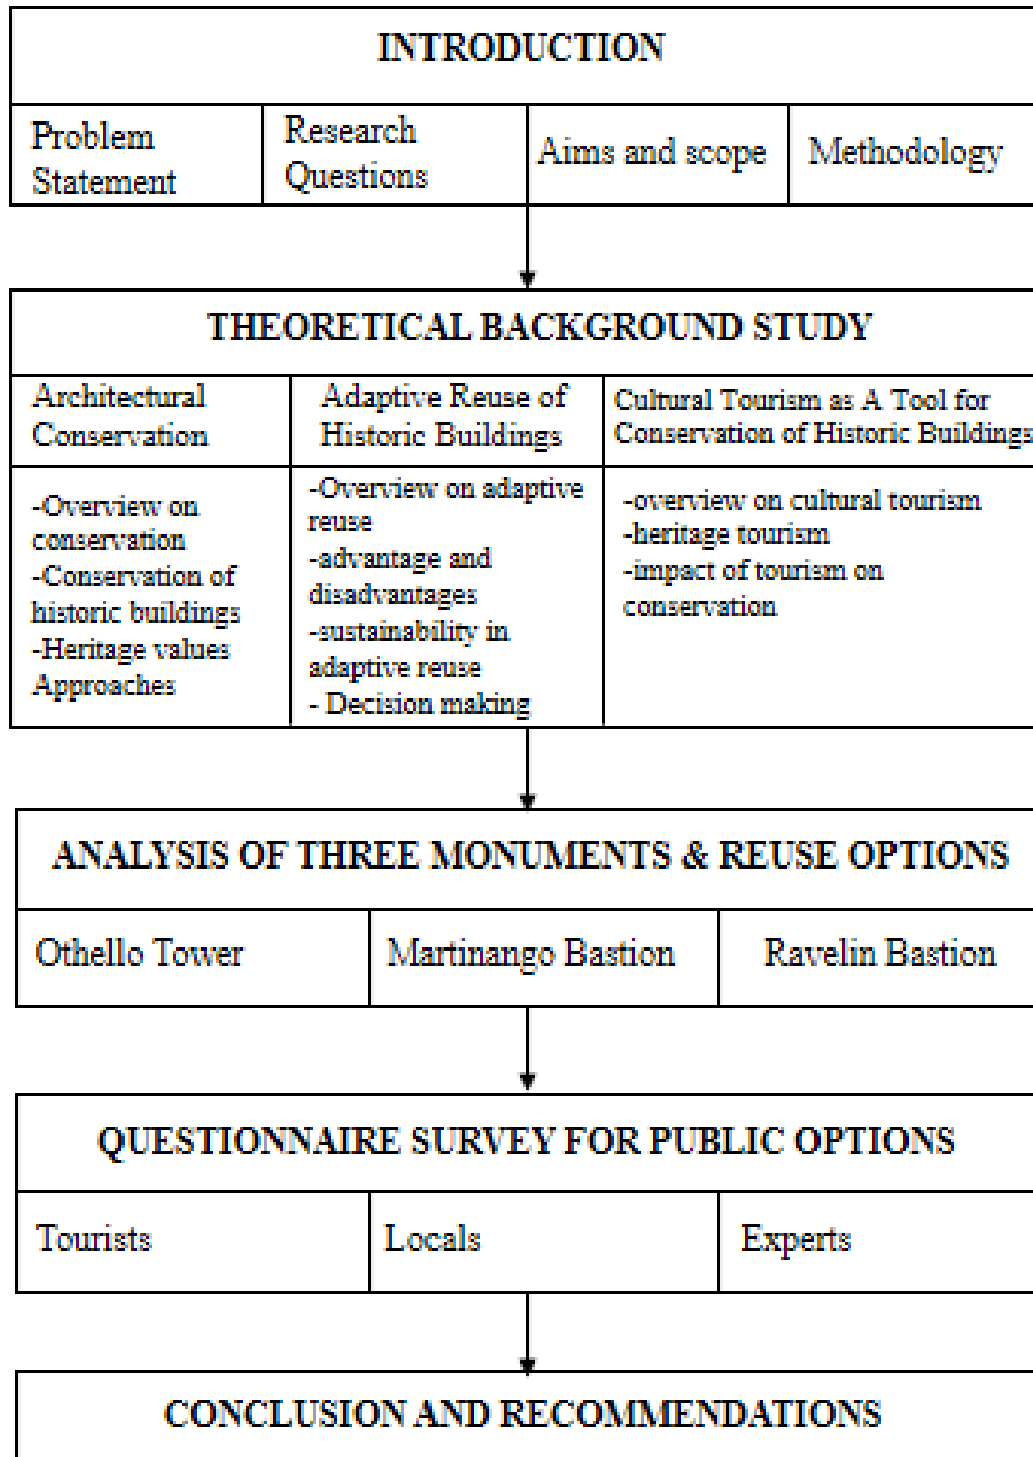 INTRODUCTION
Problem
Statement
Research
Questions
Aims and scope
Methodology
THEORETICAL BACKGROUND STUDY
Architectural
Conservation
Adaptive Reuse of
Historic Buildings
Cultural Tourism as A Tool for
Conservation of Historic Buildings
-Overview on
conservation
-Conservation of
historic buildings
-Heritage values
Approaches
-Overview on adaptive
reuse
-advantage and
disadvantages
-sustainability in
adaptive reuse
- Decision making
-overview on cultural tourism
-heritage tourism
-impact of tourism on
conservation
ANALYSIS OF THREE MONUMENTS & REUSE OPTIONS
Othello Tower
Martinango Bastion
Ravelin Bastion
QUESTIONNAIRE SURVEY FOR PUBLIC OPTIONS
Tourists
Locals
Experts
CONCLUSION AND RECOMMENDATIONS